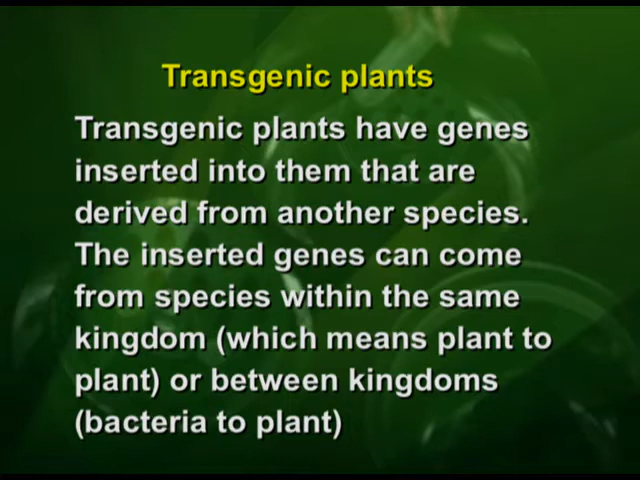 Transgenic plants
Transgenic plants have genes
inserted into them that are
derived from another species.
The inserted genes can come
from species within the same
kingdom (which means plant to
plant) or between kingdoms
(bacteria to plant)